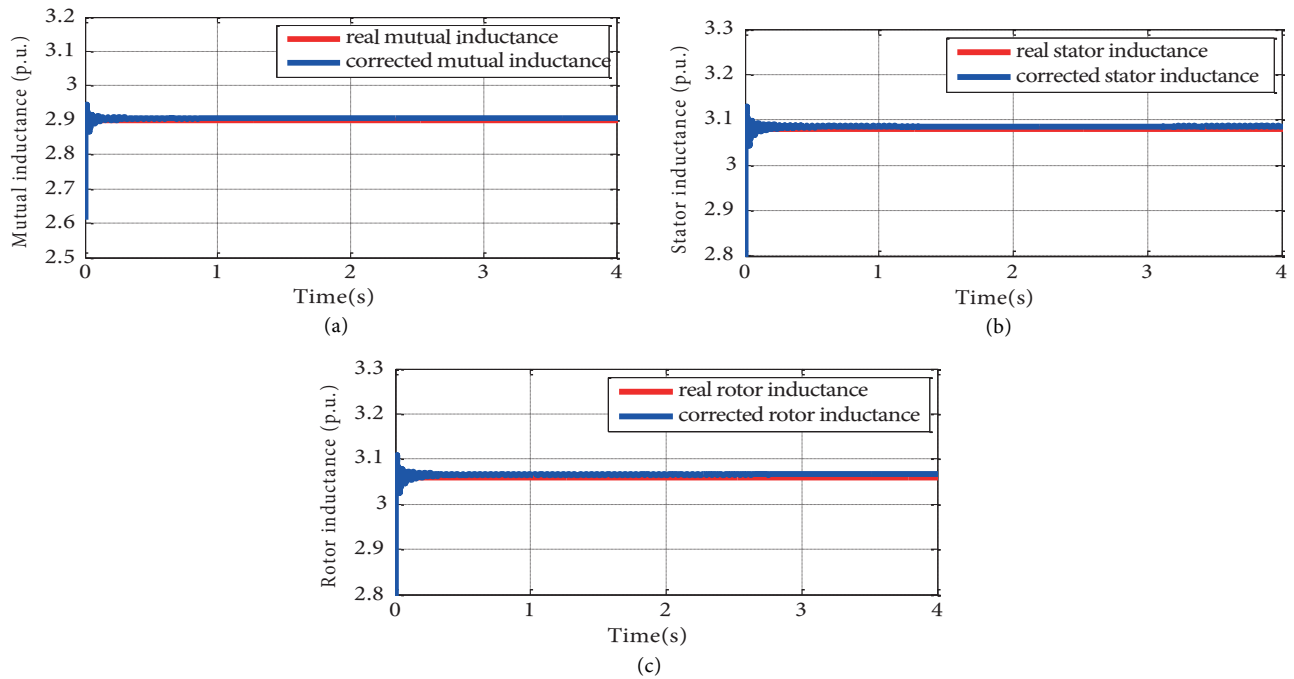 3.2
3.1
3
2.9
2.8
2.7
2.6
2.5
Mutual inductance (p.u.)
real mutual inductance
corrected mutual inductance
0 1 2 3 4
Time(s)
(a)
3.3
3.2
3.1
3
2.9
2.8
Stator inductance (p.u.)
real stator inductance
corrected stator inductance
0 1 2 3 4
Time(s)
(b)
3.3
3.2
3.1
3
2.9
2.8
Rotor inductance (p.u.)
real rotor inductance
corrected rotor inductance
0 1 2 3 4
Time(s)
(c)